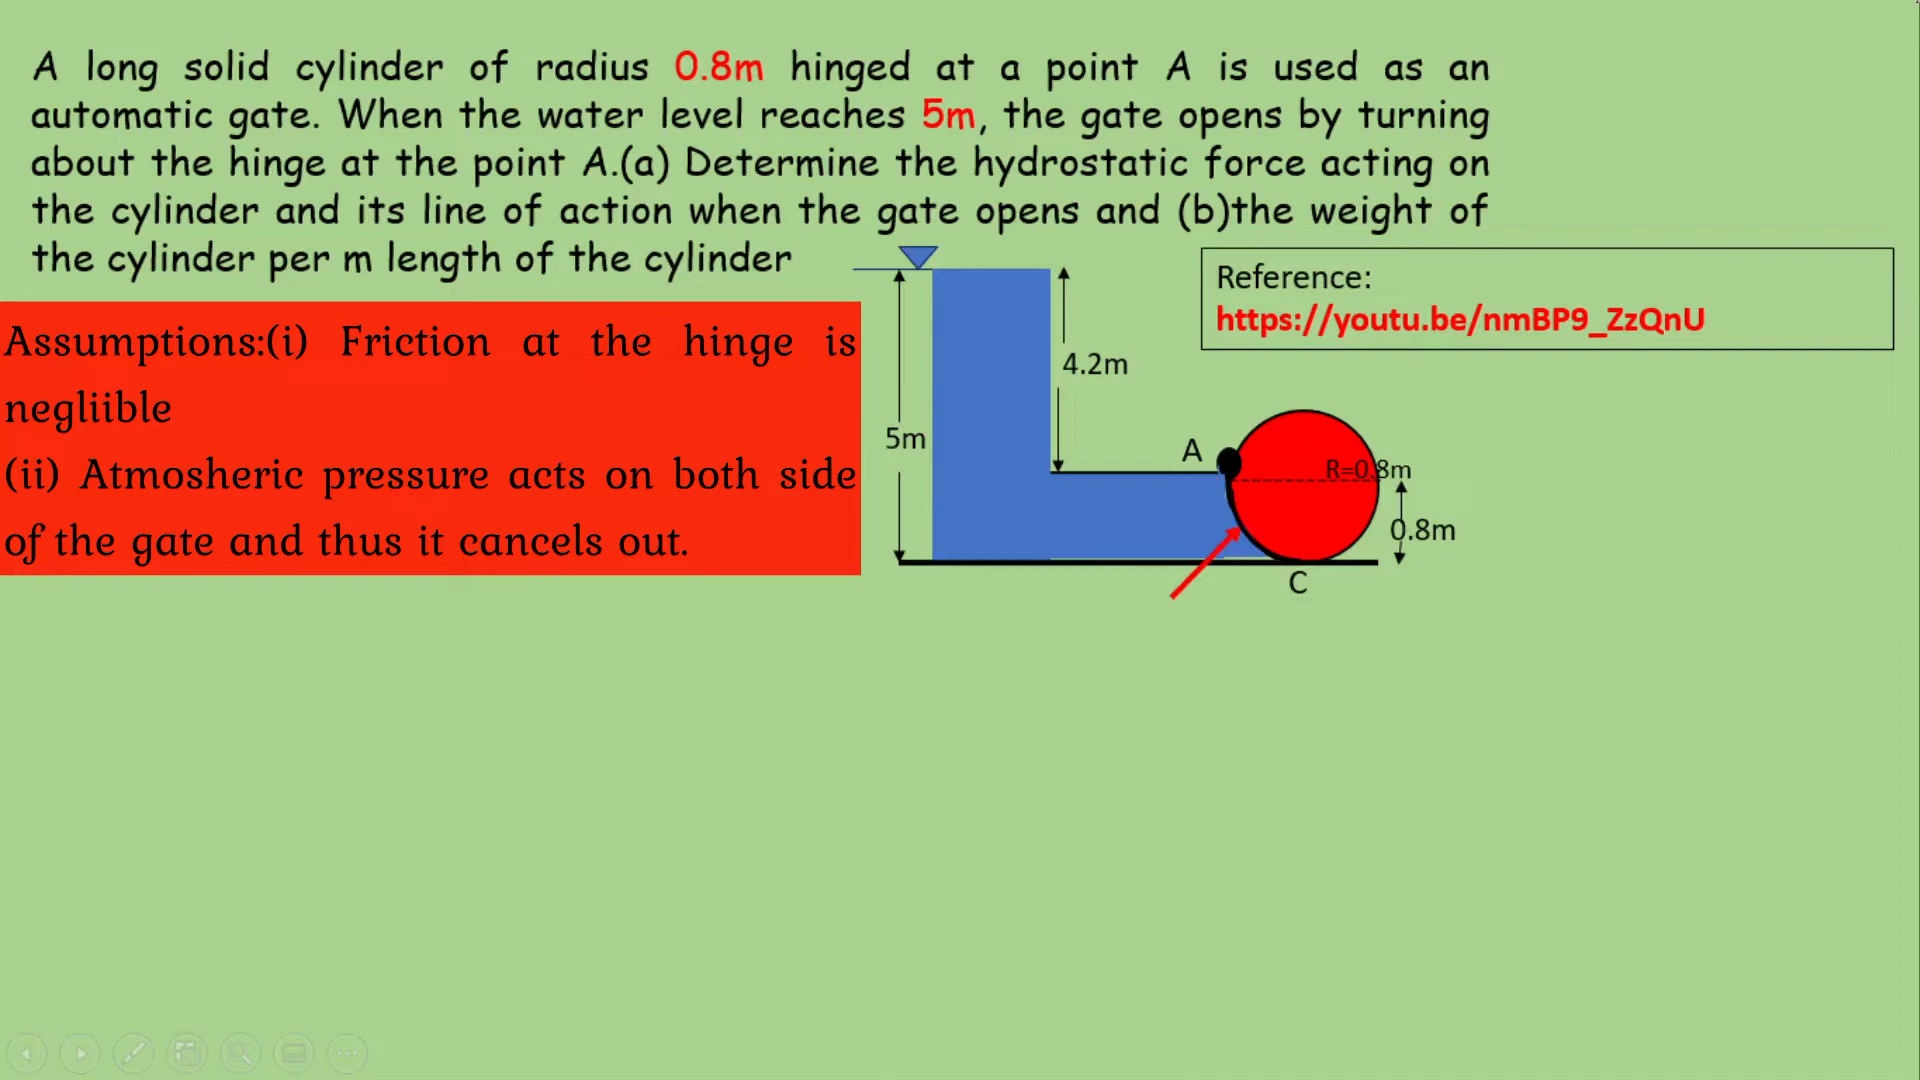 A long solid cylinder of radius 0.8m hinged at a point A is used as an
automatic gate. When the water level reaches 5m, the gate opens by turning
about the hinge at the point A.(a) Determine the hydrostatic force acting on
the cylinder and its line of action when the gate opens and (b)the weight of
the cylinder per m length of the cylinder
Reference:
https://youtu.be/nmBP9_ZzQnU
Assumptions:(i) Friction at the hinge is
negliible
(ii) Atmosheric pressure acts on both side
of the gate and thus it cancels out.
4.2m
5m
A
R=0.8m
0.8m
C